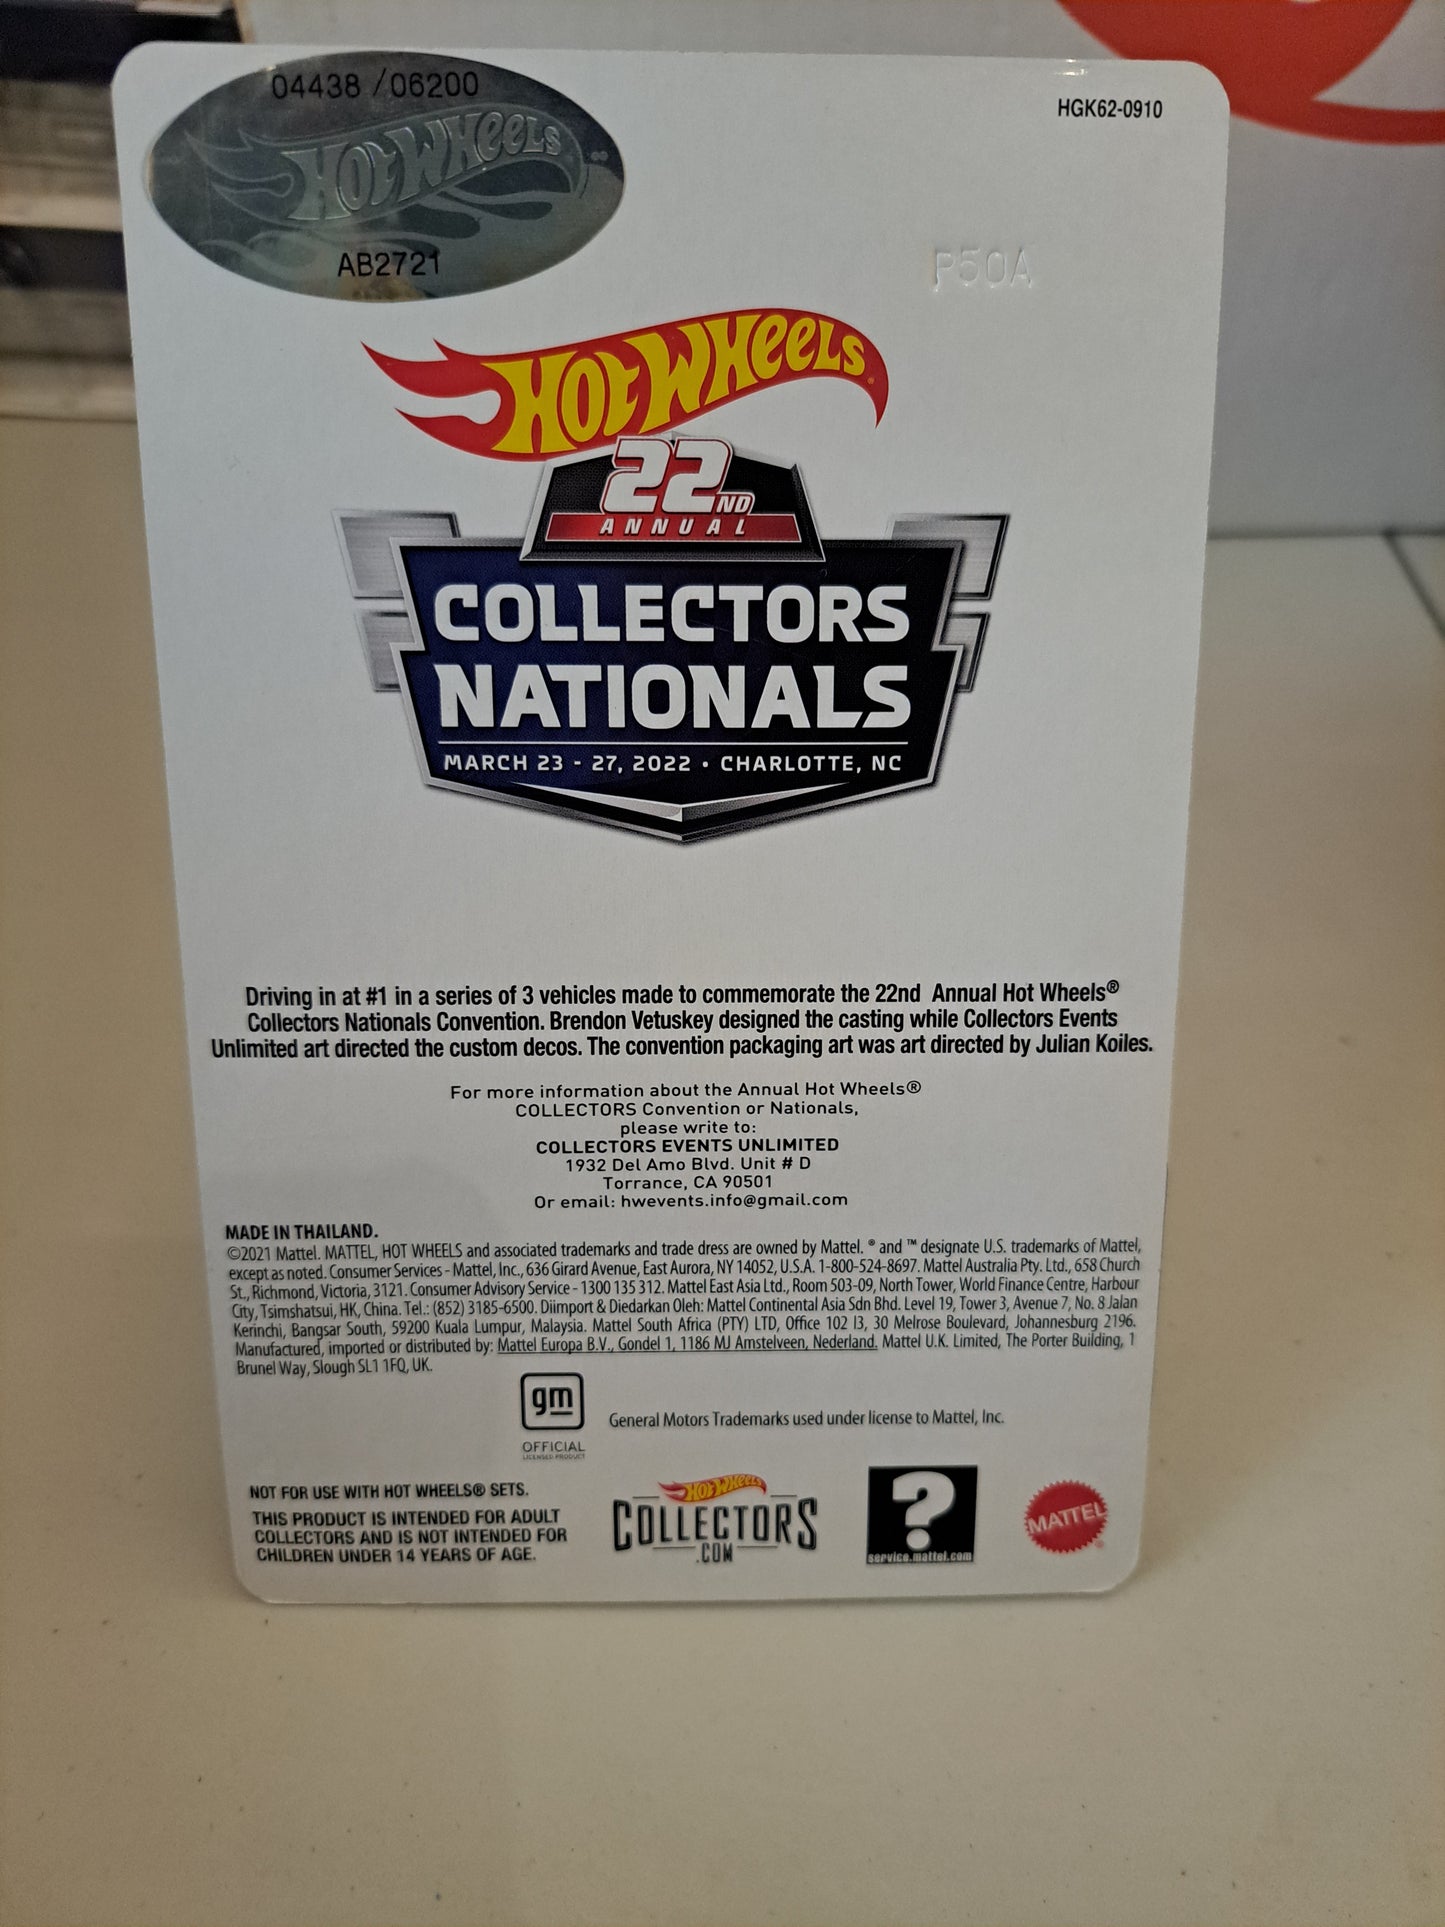 04438 /06200
HOT WHEELS
AB2721
HGK62-0910
P50A
HOT WHEELS
22ND
ANNUAL
COLLECTORS
NATIONALS
MARCH 23 - 27, 2022 • CHARLOTTE, NC
Driving in at #1 in a series of 3 vehicles made to commemorate the 22nd Annual Hot Wheels®
Collectors Nationals Convention. Brendon Vetuskey designed the casting while Collectors Events
Unlimited art directed the custom decos. The convention packaging art was art directed by Julian Koiles.
For more information about the Annual Hot Wheels®
COLLECTORS Convention or Nationals,
please write to:
COLLECTORS EVENTS UNLIMITED
1932 Del Amo Blvd. Unit # D
Torrance, CA 90501
Or email: hwevents.info@gmail.com
MADE IN THAILAND.
©2021 Mattel. MATTEL, HOT WHEELS and associated trademarks and trade dress are owned by Mattel. ® and ™ designate U.S. trademarks of Mattel,
except as noted. Consumer Services - Mattel, Inc., 636 Girard Avenue, East Aurora, NY 14052, U.S.A. 1-800-524-8697. Mattel Australia Pty. Ltd., 658 Church
St., Richmond, Victoria, 3121. Consumer Advisory Service - 1300 135 312. Mattel East Asia Ltd., Room 503-09, North Tower, World Finance Centre, Harbour
City, Tsimshatsui, HK, China. Tel.: (852) 3185-6500. Diimport & Diedarkan Oleh: Mattel Continental Asia Sdn Bhd. Level 19, Tower 3, Avenue 7, No. 8 Jalan
Kerinchi, Bangsar South, 59200 Kuala Lumpur, Malaysia. Mattel South Africa (PTY) LTD, Office 102 I3, 30 Melrose Boulevard, Johannesburg 2196.
Manufactured, imported or distributed by: Mattel Europa B.V., Gondel 1, 1186 MJ Amstelveen, Nederland. Mattel U.K. Limited, The Porter Building, 1
Brunel Way, Slough SL1 1FQ, UK.
gm
OFFICIAL
LICENSED PRODUCT
General Motors Trademarks used under license to Mattel, Inc.
NOT FOR USE WITH HOT WHEELS® SETS.
THIS PRODUCT IS INTENDED FOR ADULT
COLLECTORS AND IS NOT INTENDED FOR
CHILDREN UNDER 14 YEARS OF AGE.
HOT WHEELS
COLLECTORS
.COM
?
service.mattel.com
MATTEL